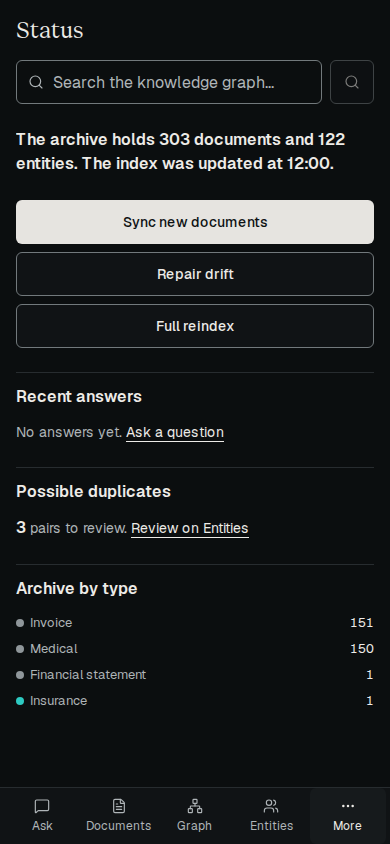 Status
Search the knowledge graph...
The archive holds 303 documents and 122
entities. The index was updated at 12:00.
Sync new documents
Repair drift
Full reindex
Recent answers
No answers yet. Ask a question
Possible duplicates
3 pairs to review. Review on Entities
Archive by type
Invoice 151
Medical 150
Financial statement 1
Insurance 1
Ask Documents Graph Entities More